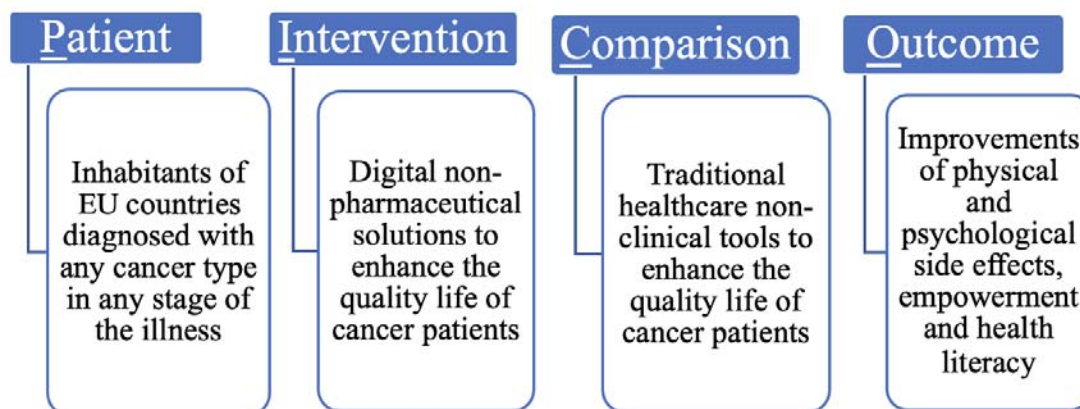 Patient
Inhabitants of
EU countries
diagnosed with
any cancer type
in any stage of
the illness
Intervention
Digital non-
pharmaceutical
solutions to
enhance the
quality life of
cancer patients
Comparison
Traditional
healthcare non-
clinical tools to
enhance the
quality life of
cancer patients
Outcome
Improvements
of physical
and
psychological
side effects,
empowerment
and health
literacy